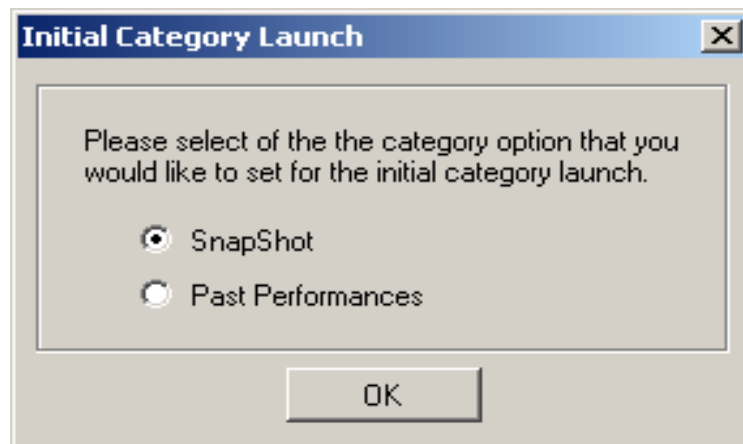 Initial Category Launch
Please select of the the category option that you
would like to set for the initial category launch.
SnapShot
Past Performances
OK